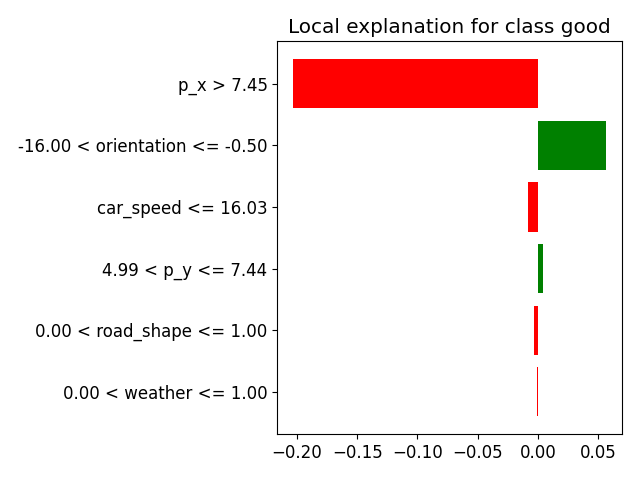 Local explanation for class good
p_x > 7.45
-16.00 < orientation <= -0.50
car_speed <= 16.03
4.99 < p_y <= 7.44
0.00 < road_shape <= 1.00
0.00 < weather <= 1.00
−0.20 −0.15 −0.10 −0.05 0.00 0.05